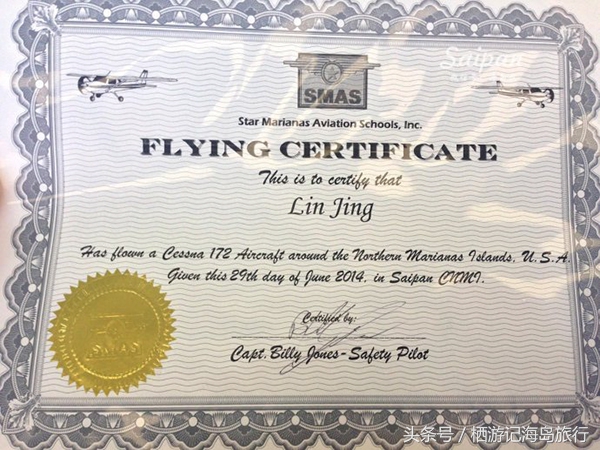 Saipan
SMAS
Star Marianas Aviation Schools, Inc.
FLYING CERTIFICATE
This is to certify that
Lin Jing
Has flown a Cessna 172 Aircraft around the Northern Marianas Islands, U.S.A.
Given this 29th day of June 2014, in Saipan CNMI.
Certified by:
Capt. Billy Jones - Safety Pilot
SMAS
头条号 / 栖游记海岛旅行